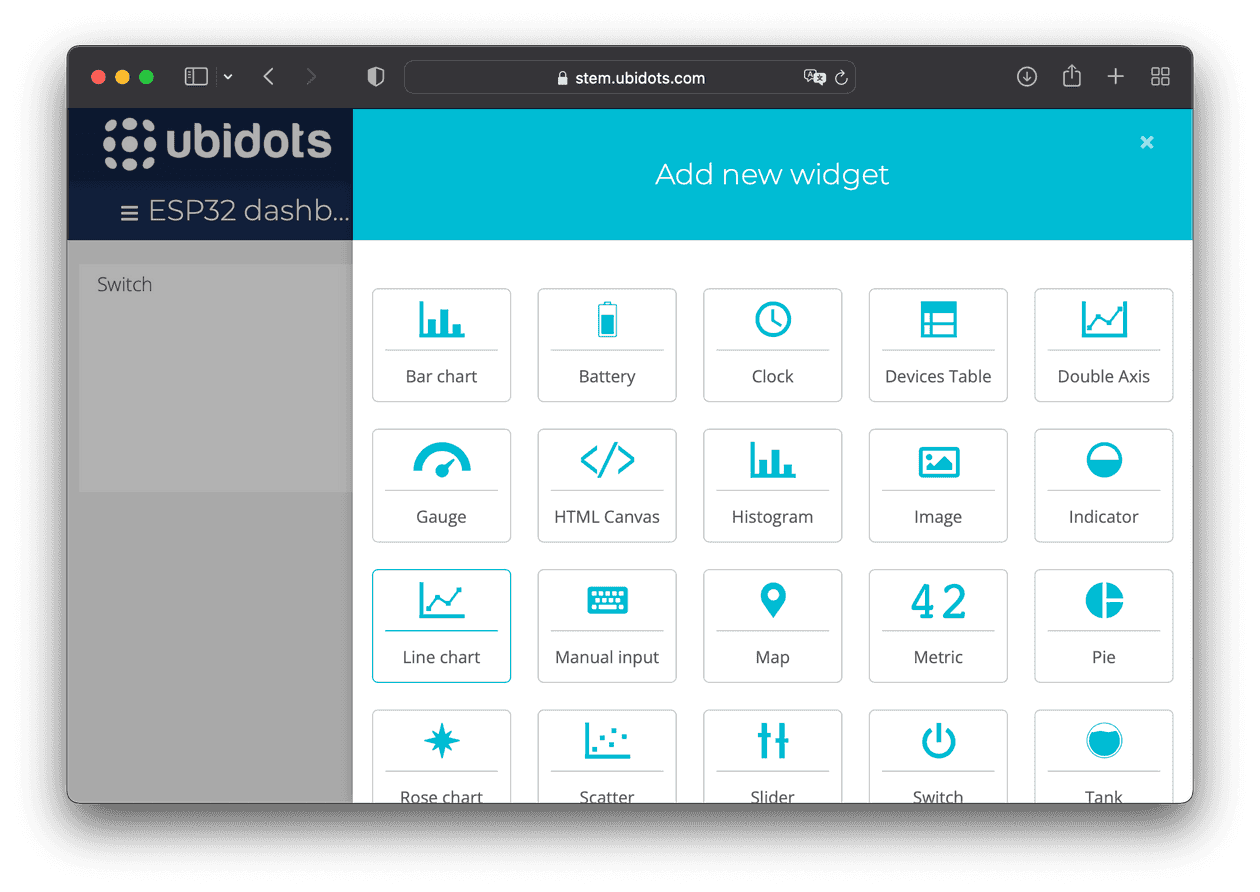 stem.ubidots.com
ubidots
Add new widget
ESP32 dashb...
Switch
Bar chart
Battery
Clock
Devices Table
Double Axis
Gauge
HTML Canvas
Histogram
Image
Indicator
Line chart
Manual input
Map
42
Metric
Pie
Rose chart
Scatter
Slider
Switch
Tank